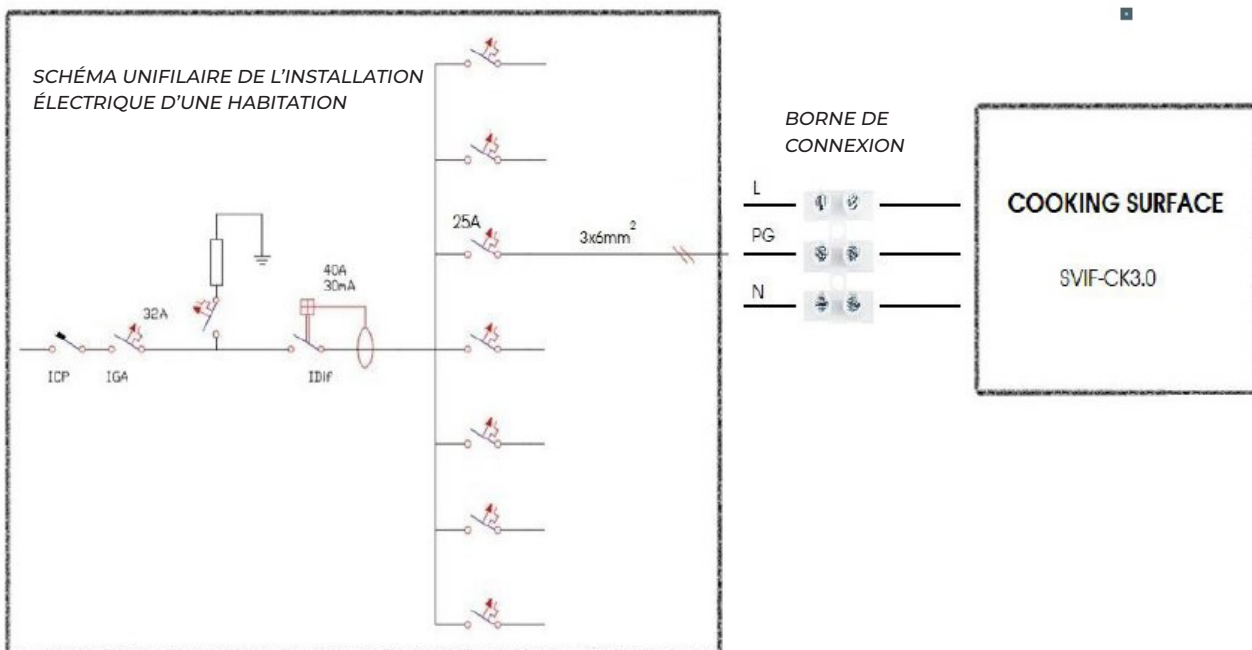 SCHÉMA UNIFILAIRE DE L'INSTALLATION
ÉLECTRIQUE D'UNE HABITATION
BORNE DE
CONNEXION
L
PG
N
COOKING SURFACE
SVIF-CK3.0
25A
3x6mm²
40A
30mA
32A
ICP
IGA
IDif